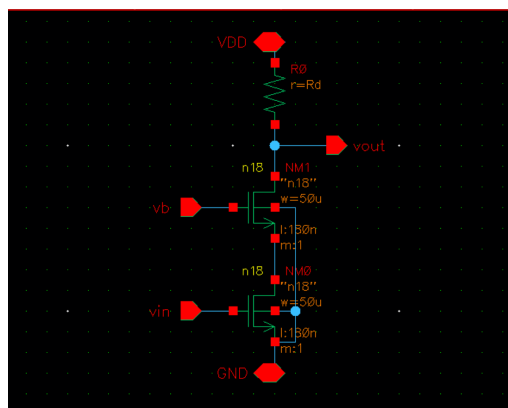 VDD
R0
r=Rd
vout
n18
NM1
"n18"
w=50u
vb
l:180n
m:1
n18
NM0
"n18"
w=50u
vin
l:180n
m:1
GND